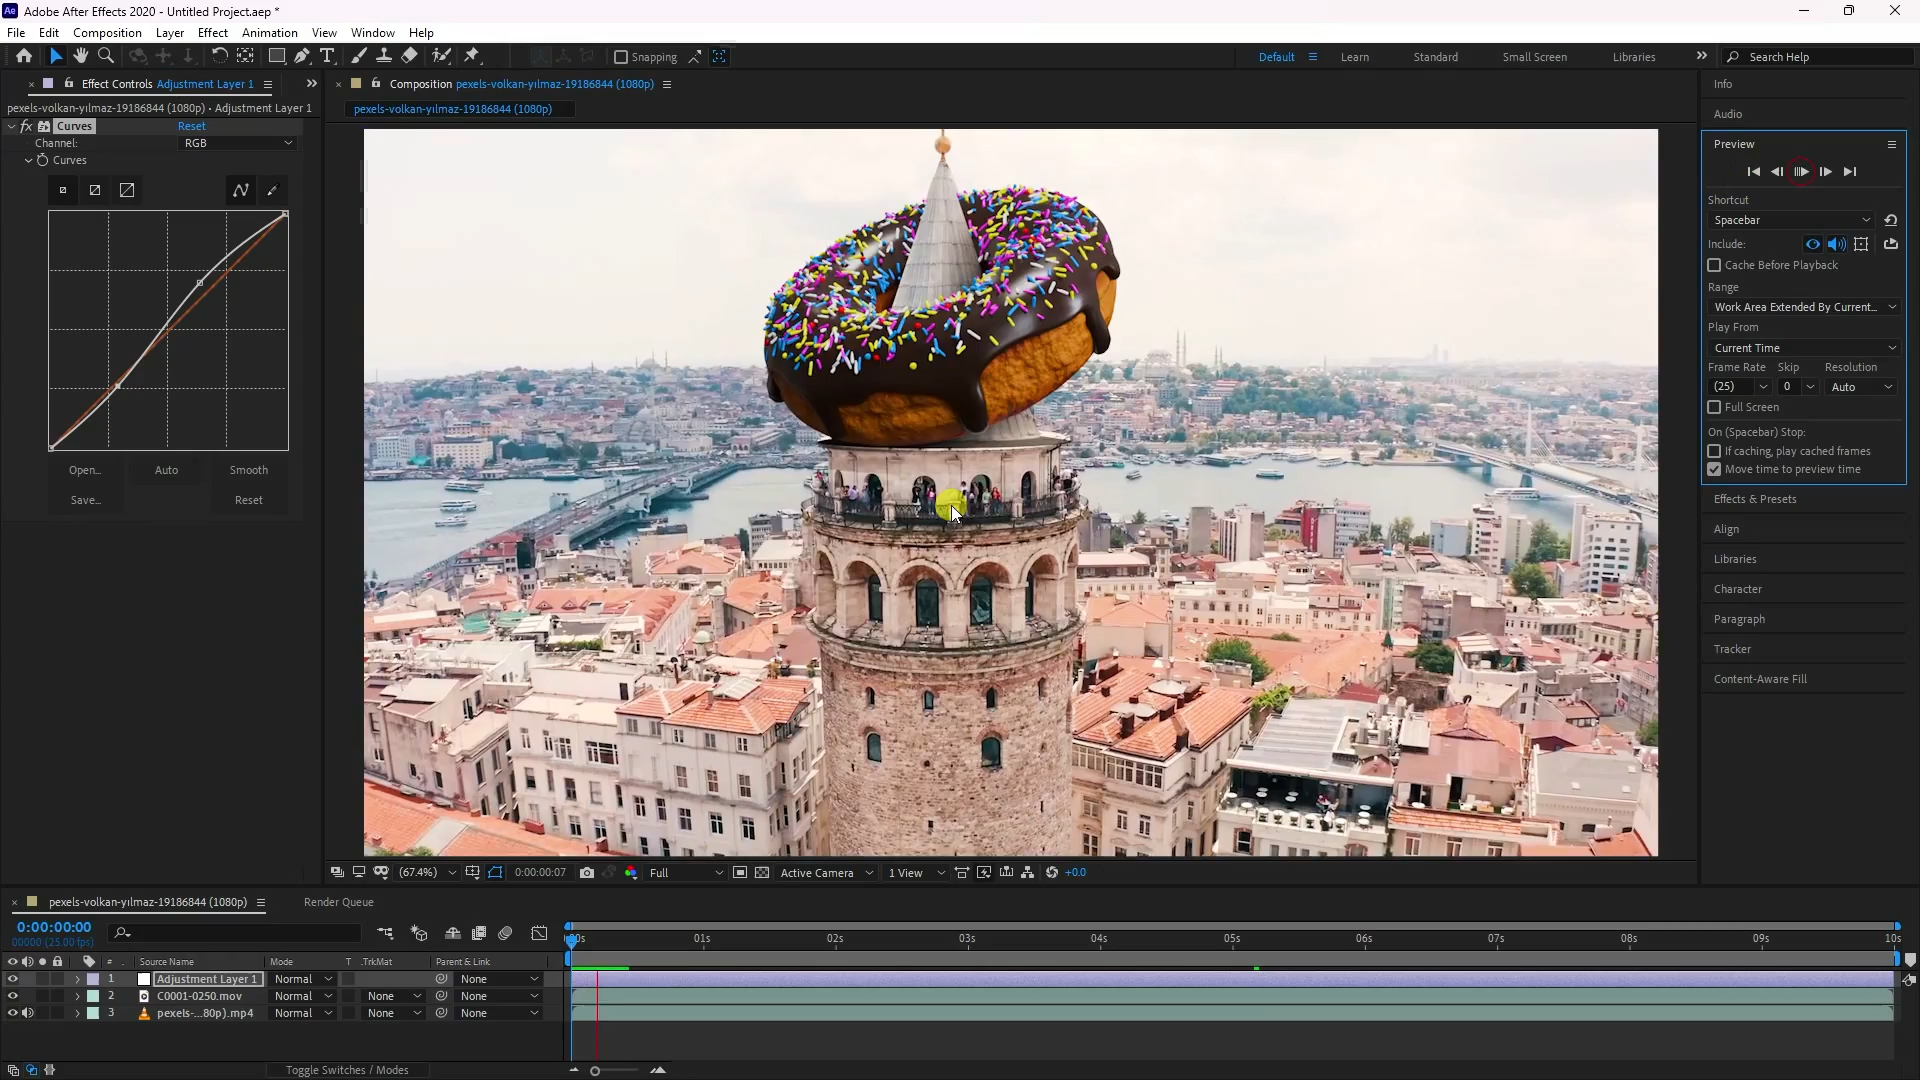 Ae Adobe After Effects 2020 - Untitled Project.aep *
File Edit Composition Layer Effect Animation View Window Help
Snapping Default Learn Standard Small Screen Libraries Search Help
Effect Controls Adjustment Layer 1
pexels-volkan-yılmaz-19186844 (1080p) • Adjustment Layer 1
fx Curves Reset
Channel: RGB
Curves
Open... Auto Smooth
Save... Reset
Composition pexels-volkan-yılmaz-19186844 (1080p)
pexels-volkan-yılmaz-19186844 (1080p)
(67.4%) 0:00:00:07 Full Active Camera 1 View +0.0
Info
Audio
Preview
Shortcut
Spacebar
Include:
Cache Before Playback
Range
Work Area Extended By Current...
Play From
Current Time
Frame Rate Skip Resolution
(25) 0 Auto
Full Screen
On (Spacebar) Stop:
If caching, play cached frames
Move time to preview time
Effects & Presets
Align
Libraries
Character
Paragraph
Tracker
Content-Aware Fill
pexels-volkan-yılmaz-19186844 (1080p) Render Queue
0:00:00:00
00000 (25.00 fps)
00s 01s 02s 03s 04s 05s 06s 07s 08s 09s 10s
# Source Name Mode T .TrkMat Parent & Link
1 Adjustment Layer 1 Normal None
2 C0001-0250.mov Normal None None
3 pexels-...80p).mp4 Normal None None
Toggle Switches / Modes